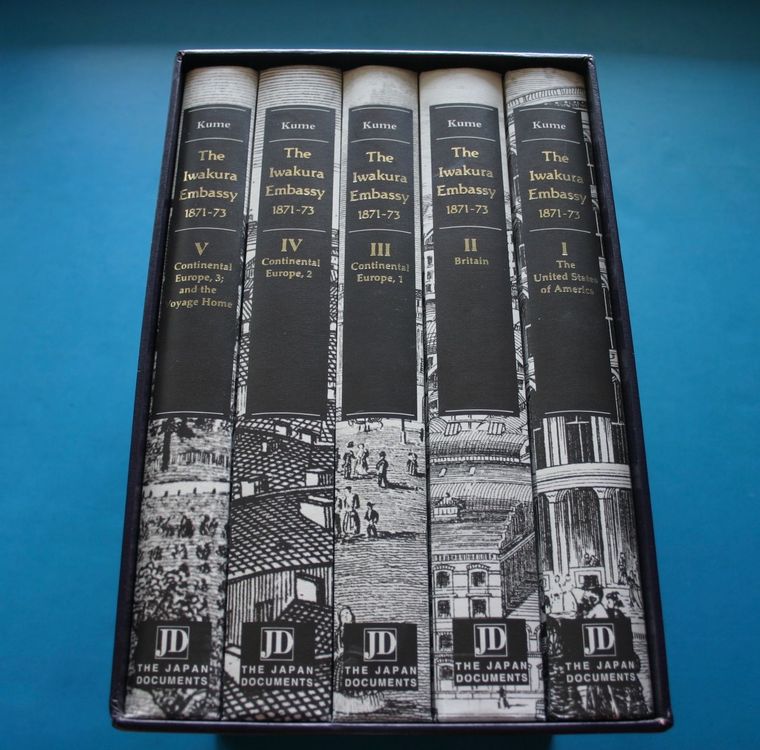 Kume
The
Iwakura
Embassy
1871-73
V
Continental
Europe, 3;
and the
Voyage Home
JD
THE JAPAN
DOCUMENTS
Kume
The
Iwakura
Embassy
1871-73
IV
Continental
Europe, 2
JD
THE JAPAN
DOCUMENTS
Kume
The
Iwakura
Embassy
1871-73
III
Continental
Europe, 1
JD
THE JAPAN
DOCUMENTS
Kume
The
Iwakura
Embassy
1871-73
II
Britain
JD
THE JAPAN
DOCUMENTS
Kume
The
Iwakura
Embassy
1871-73
I
The
United States
of America
JD
THE JAPAN
DOCUMENTS